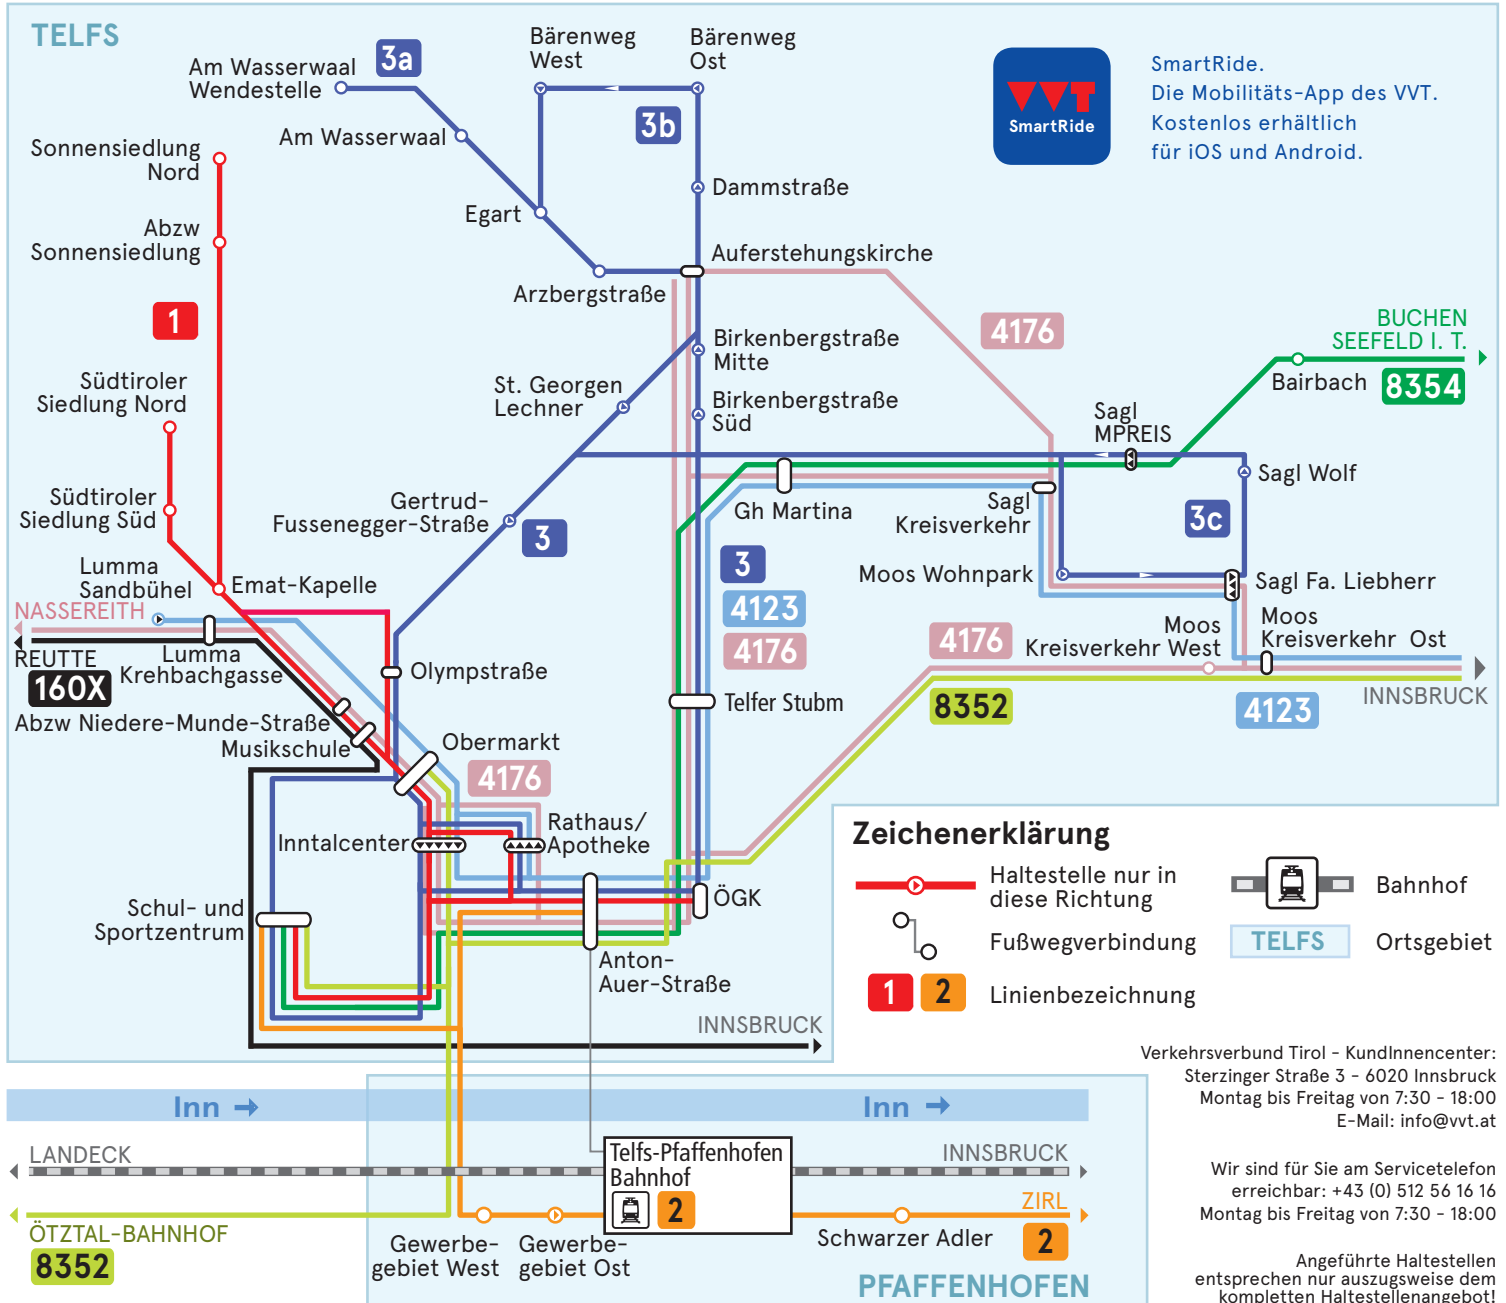 TELFS
Am Wasserwaal
Wendestelle
3a
Bärenweg
West
Bärenweg
Ost
3b
VVT
SmartRide
SmartRide.
Die Mobilitäts-App des VVT.
Kostenlos erhältlich
für iOS und Android.
Am Wasserwaal
Sonnensiedlung
Nord
Dammstraße
Egart
Abzw
Sonnensiedlung
Auferstehungskirche
Arzbergstraße
1
4176
BUCHEN
SEEFELD I. T.
Birkenbergstraße
Mitte
Bairbach
8354
Südtiroler
Siedlung Nord
St. Georgen
Lechner
Birkenbergstraße
Süd
Sagl
MPREIS
Sagl Wolf
Südtiroler
Siedlung Süd
Gertrud-
Fussenegger-Straße
3
Gh Martina
Sagl
Kreisverkehr
3c
Lumma
Sandbühel
Emat-Kapelle
3
4123
4176
Moos Wohnpark
Sagl Fa. Liebherr
NASSEREITH
REUTTE
160X
Lumma
Krehbachgasse
Olympstraße
4176
Moos
Kreisverkehr West
Moos
Kreisverkehr Ost
INNSBRUCK
8352
4123
Telfer Stubm
Abzw Niedere-Munde-Straße
Musikschule
Obermarkt
4176
Inntalcenter
Rathaus/
Apotheke
ÖGK
Schul- und
Sportzentrum
Anton-
Auer-Straße
INNSBRUCK
Zeichenerklärung
Haltestelle nur in
diese Richtung
Bahnhof
Fußwegverbindung
TELFS
Ortsgebiet
1
2
Linienbezeichnung
Verkehrsverbund Tirol - KundInnencenter:
Sterzinger Straße 3 - 6020 Innsbruck
Montag bis Freitag von 7:30 - 18:00
E-Mail: info@vvt.at
Wir sind für Sie am Servicetelefon
erreichbar: +43 (0) 512 56 16 16
Montag bis Freitag von 7:30 - 18:00
Angeführte Haltestellen
entsprechen nur auszugsweise dem
kompletten Haltestellenangebot!
Inn
Inn
LANDECK
Telfs-Pfaffenhofen
Bahnhof
2
INNSBRUCK
ÖTZTAL-BAHNHOF
8352
Gewerbe-
gebiet West
Gewerbe-
gebiet Ost
Schwarzer Adler
ZIRL
2
PFAFFENHOFEN